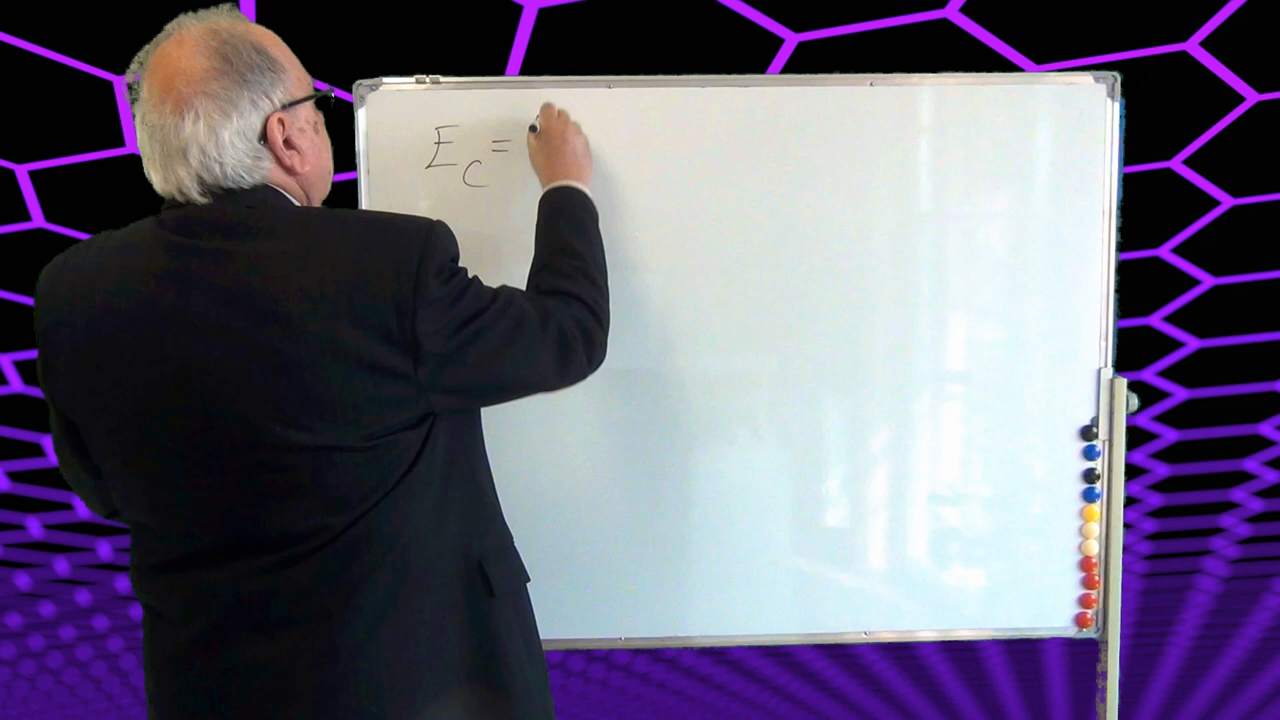 E_C =